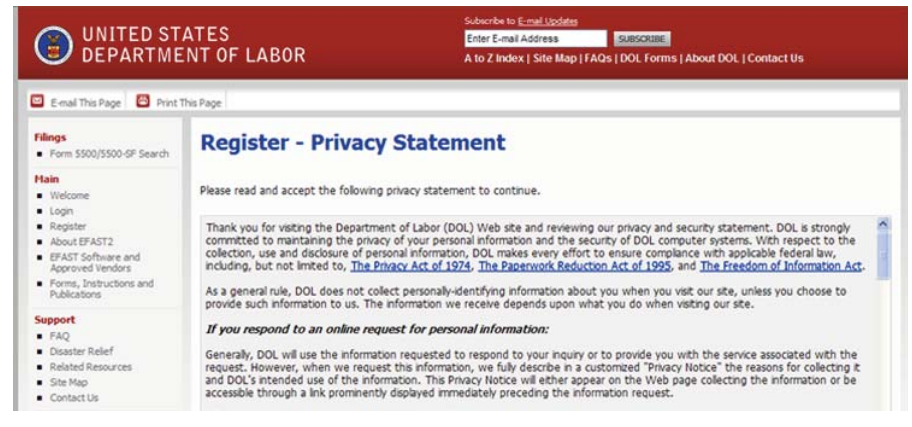 UNITED STATES
DEPARTMENT OF LABOR
Subscribe to E-mail Updates
Enter E-mail Address SUBSCRIBE
A to Z Index | Site Map | FAQs | DOL Forms | About DOL | Contact Us
E-mail This Page Print This Page
Filings
Form 5500/5500-SF Search
Main
Welcome
Login
Register
About EFAST2
EFAST Software and
Approved Vendors
Forms, Instructions and
Publications
Support
FAQ
Disaster Relief
Related Resources
Site Map
Contact Us
Register - Privacy Statement
Please read and accept the following privacy statement to continue.
Thank you for visiting the Department of Labor (DOL) Web site and reviewing our privacy and security statement. DOL is strongly
committed to maintaining the privacy of your personal information and the security of DOL computer systems. With respect to the
collection, use and disclosure of personal information, DOL makes every effort to ensure compliance with applicable federal law,
including, but not limited to, The Privacy Act of 1974, The Paperwork Reduction Act of 1995, and The Freedom of Information Act.
As a general rule, DOL does not collect personally-identifying information about you when you visit our site, unless you choose to
provide such information to us. The information we receive depends upon what you do when visiting our site.
If you respond to an online request for personal information:
Generally, DOL will use the information requested to respond to your inquiry or to provide you with the service associated with the
request. However, when we request this information, we fully describe in a customized "Privacy Notice" the reasons for collecting it
and DOL's intended use of the information. This Privacy Notice will either appear on the Web page collecting the information or be
accessible through a link prominently displayed immediately preceding the information request.